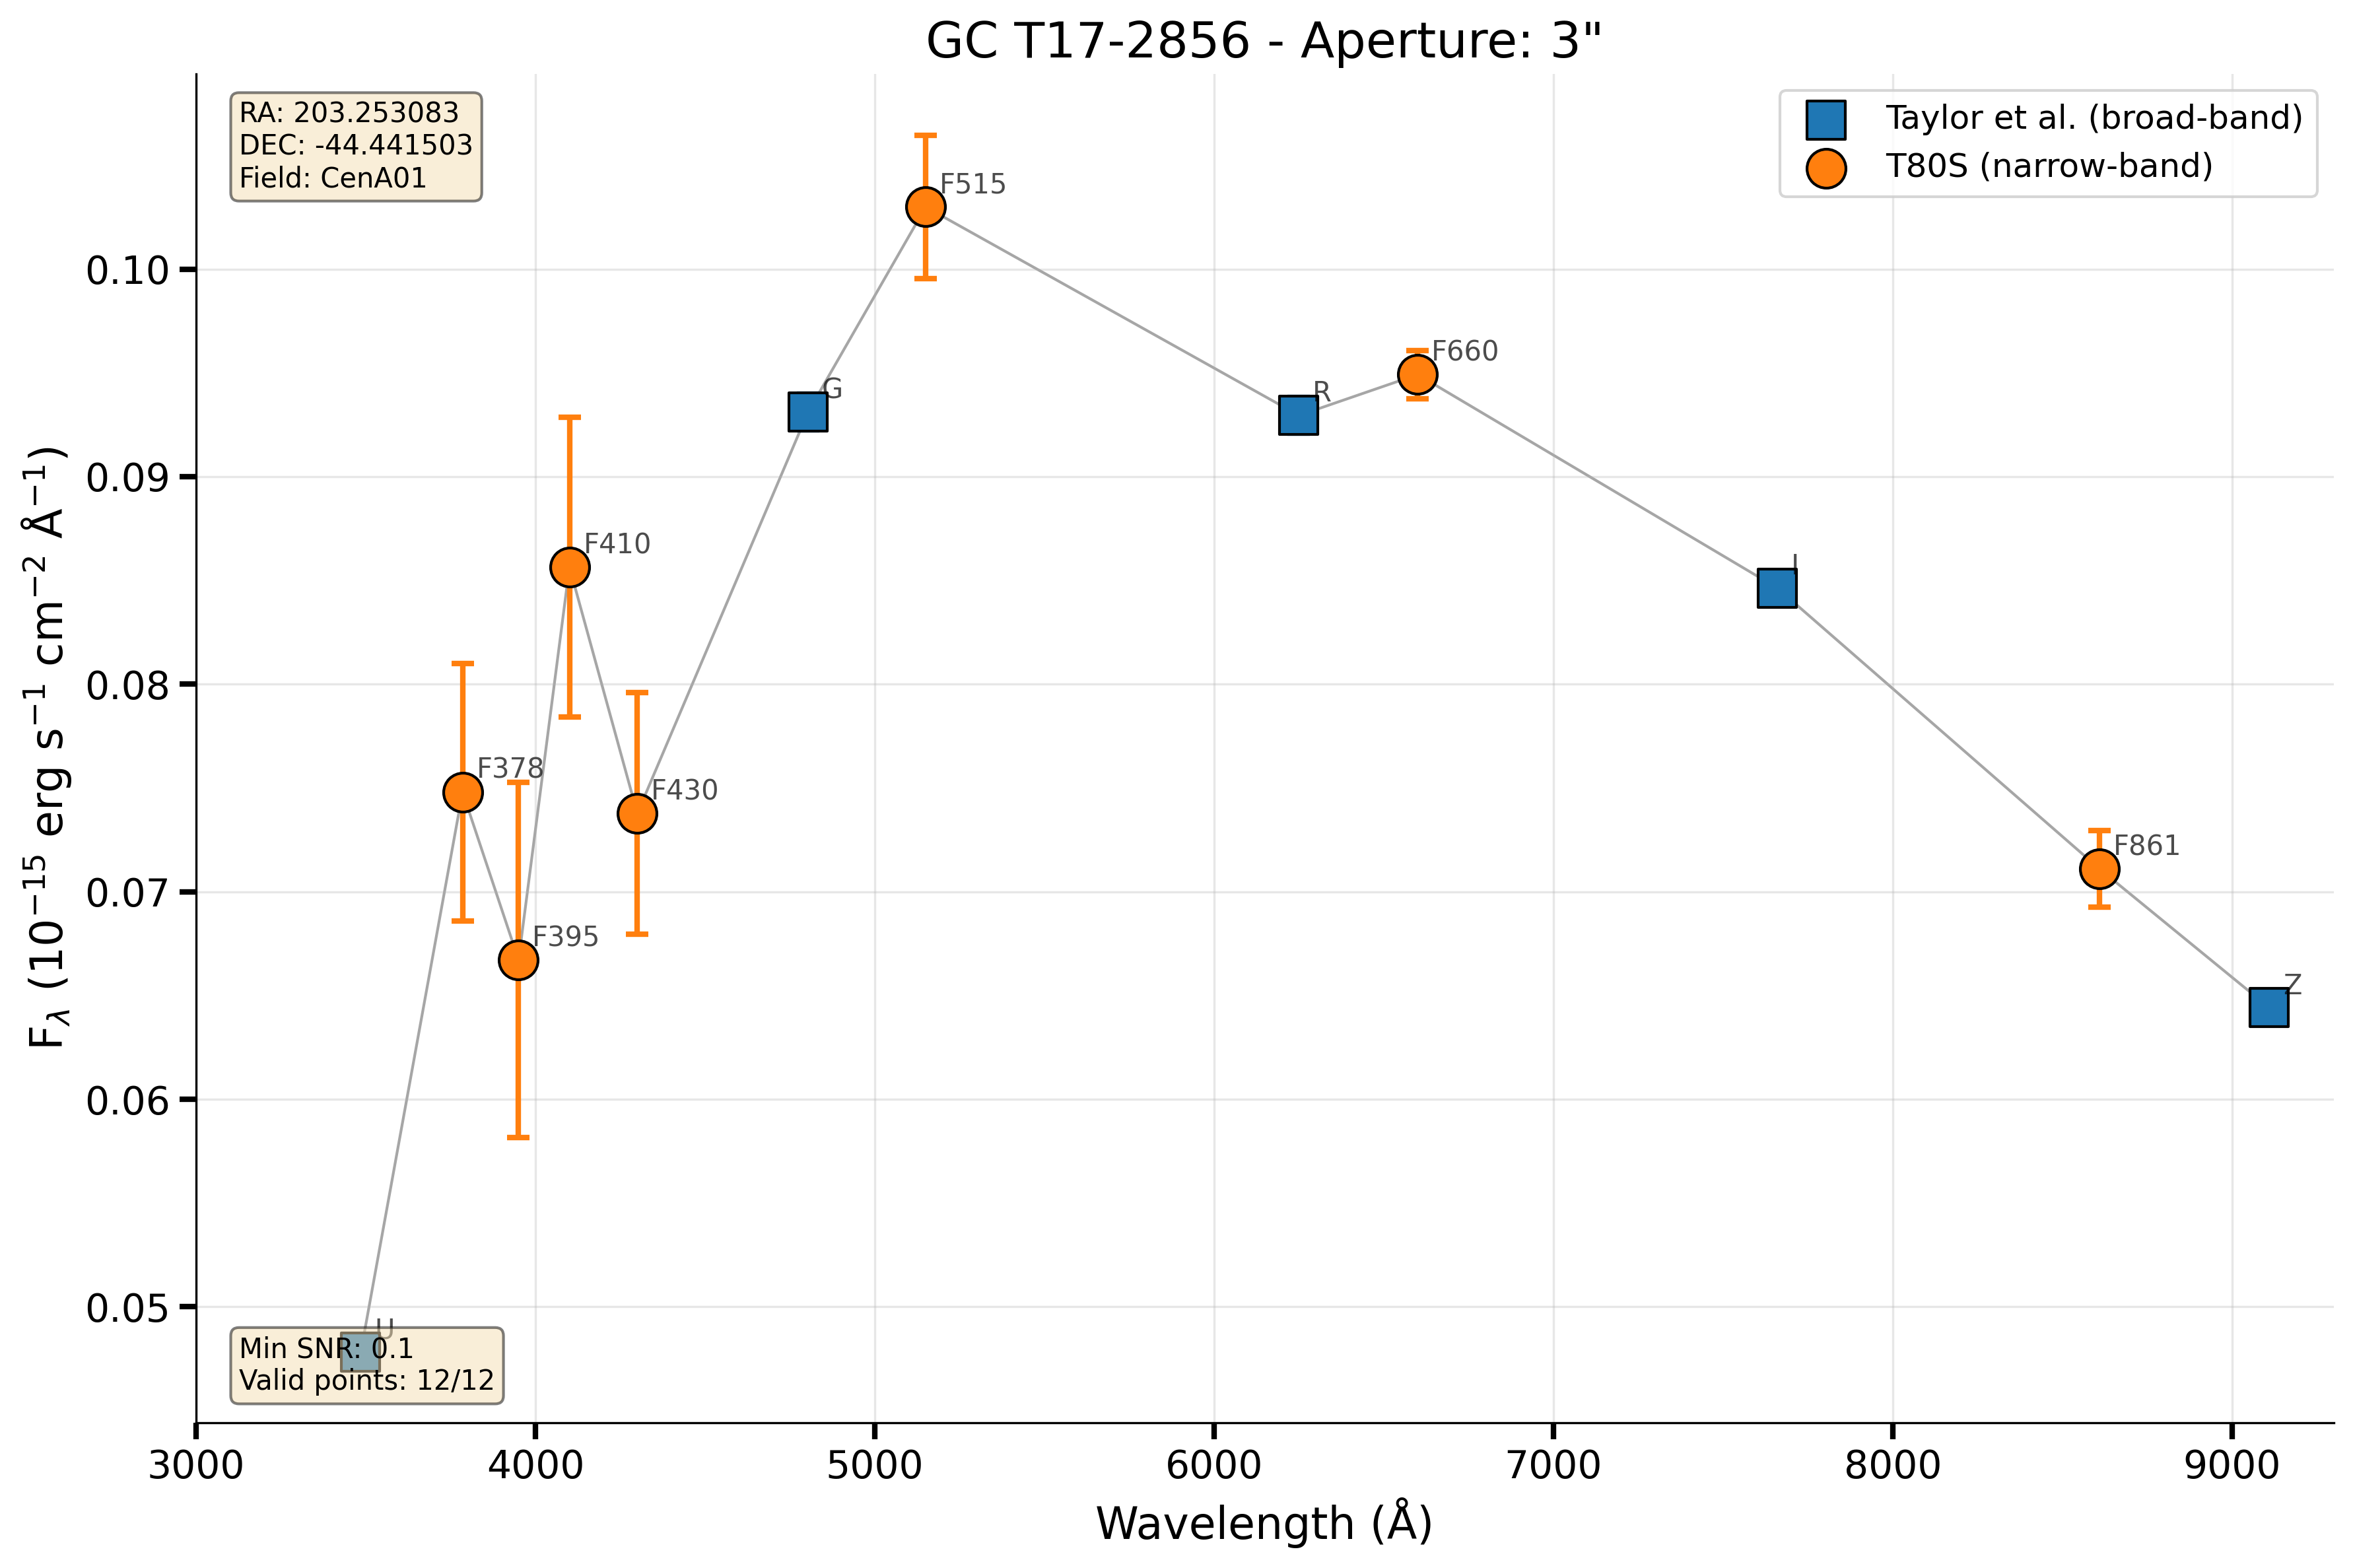 GC T17-2856 - Aperture: 3"
RA: 203.253083
DEC: -44.441503
Field: CenA01
Taylor et al. (broad-band)
T80S (narrow-band)
F515
F660
G
R
F410
I
F378
F430
F861
F395
Z
U
Min SNR: 0.1
Valid points: 12/12
0.10
0.09
0.08
0.07
0.06
0.05
F_λ (10⁻¹⁵ erg s⁻¹ cm⁻² Å⁻¹)
3000 4000 5000 6000 7000 8000 9000
Wavelength (Å)